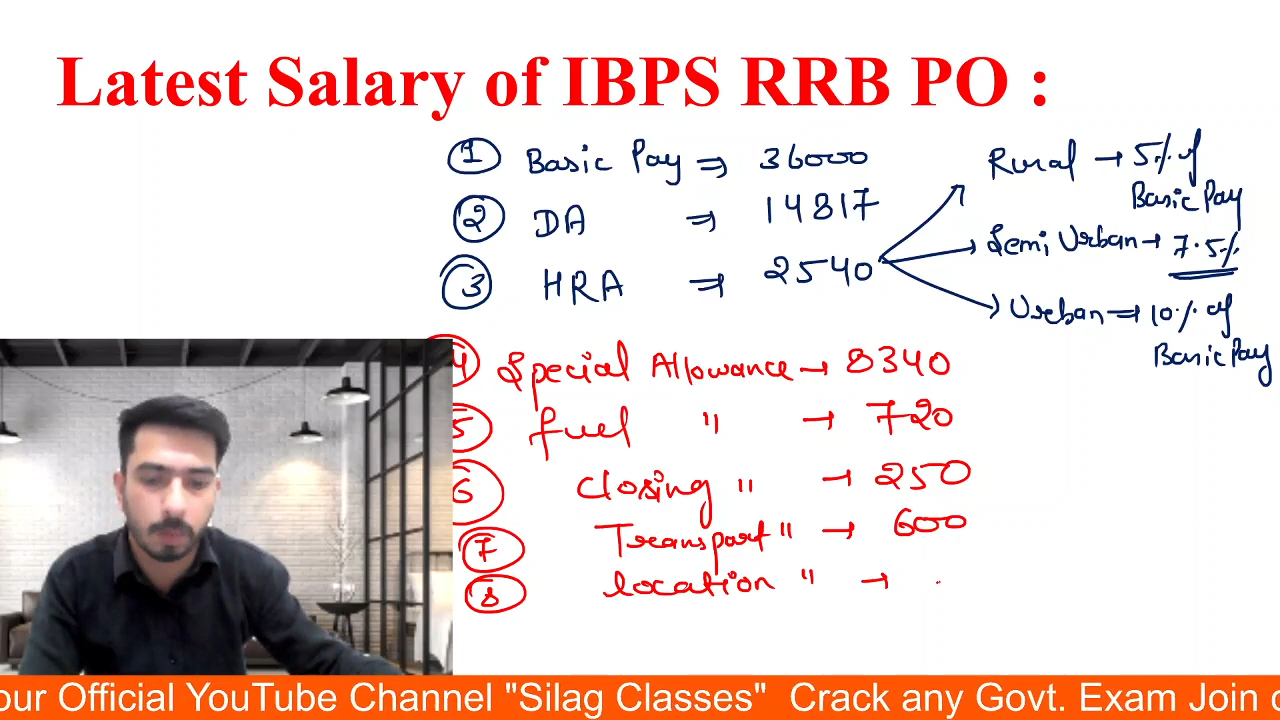 Latest Salary of IBPS RRB PO :
① Basic Pay ⇒ 36000
② DA ⇒ 14817
③ HRA ⇒ 2540
Rural → 5% of
Basic Pay
Semi Urban → 7.5%
Urban ⇒ 10% of
Basic Pay
4 Special Allowance → 8340
5 fuel " → 720
6 Closing " → 250
⑦ Transport " → 600
⑧ location " →
our Official YouTube Channel "Silag Classes" Crack any Govt. Exam Join o